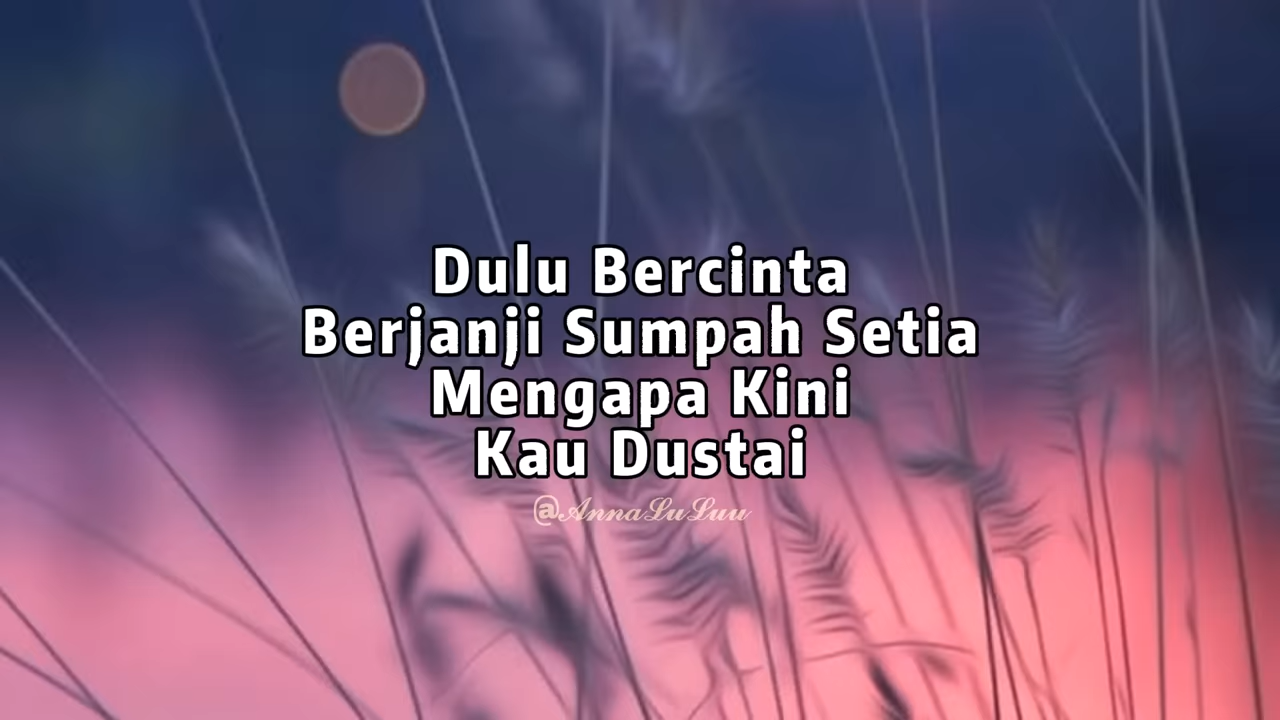 Dulu Bercinta
Berjanji Sumpah Setia
Mengapa Kini
Kau Dustai
@AnnaLuLuu